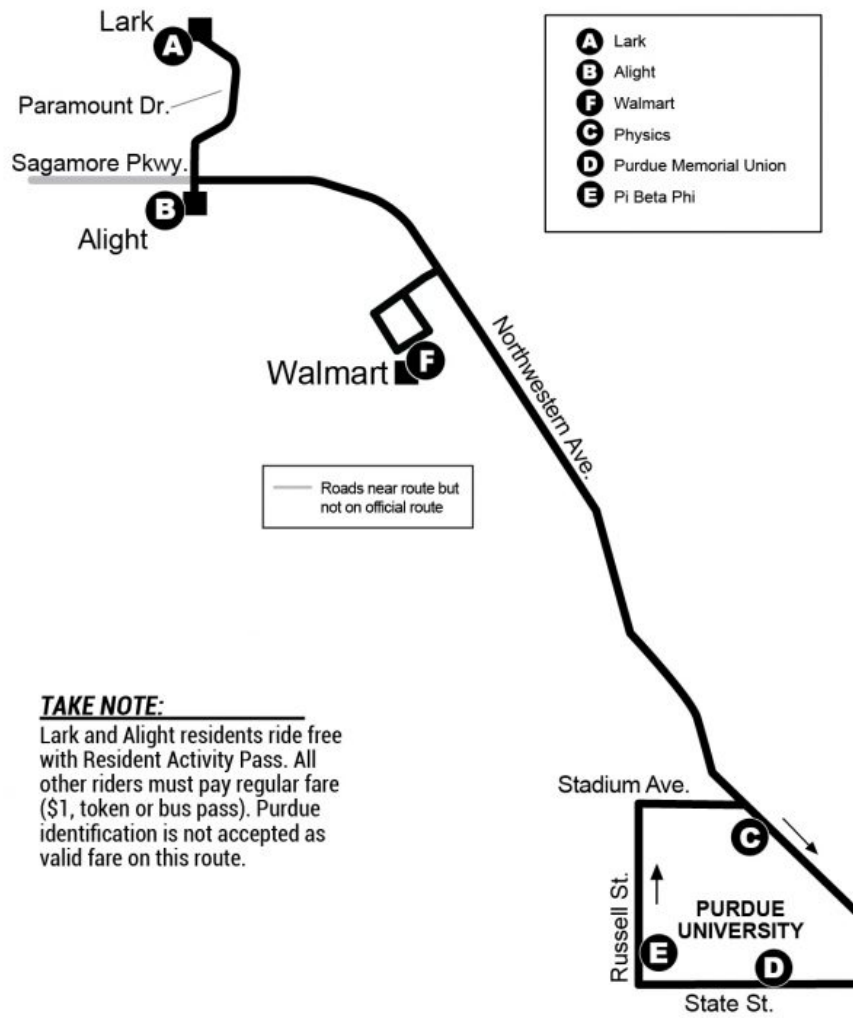 Lark
A
Paramount Dr.
Sagamore Pkwy.
B
Alight
Walmart
F
Northwestern Ave.
A Lark
B Alight
F Walmart
C Physics
D Purdue Memorial Union
E Pi Beta Phi
Roads near route but
not on official route
TAKE NOTE:
Lark and Alight residents ride free
with Resident Activity Pass. All
other riders must pay regular fare
($1, token or bus pass). Purdue
identification is not accepted as
valid fare on this route.
Stadium Ave.
C
Russell St.
PURDUE
UNIVERSITY
E
D
State St.